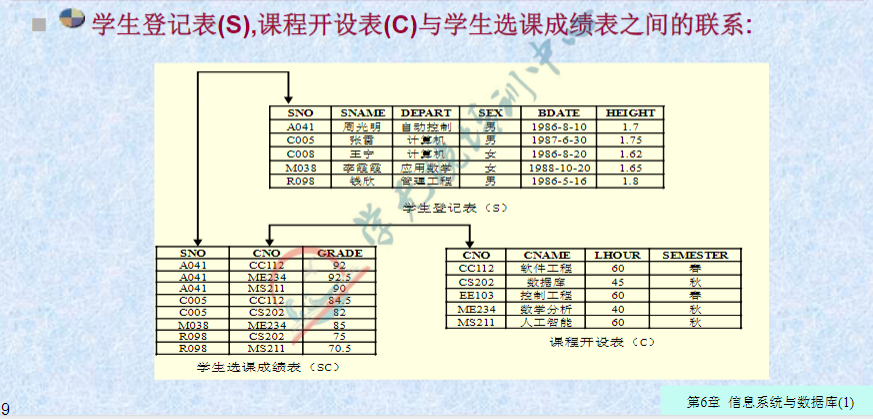 学生登记表(S),课程开设表(C)与学生选课成绩表之间的联系:
SNO SNAME DEPART SEX BDATE HEIGHT
A041 周光明 自动控制 男 1986-8-10 1.7
C005 张雷 计算机 男 1987-6-30 1.75
C008 王宁 计算机 女 1986-8-20 1.62
M038 李霞霞 应用数学 女 1988-10-20 1.65
R098 钱欣 管理工程 男 1986-5-16 1.8
学生登记表（S）
SNO CNO GRADE
A041 CC112 92
A041 ME234 92.5
A041 MS211 90
C005 CC112 84.5
C005 CS202 82
M038 ME234 85
R098 CS202 75
R098 MS211 70.5
学生选课成绩表（SC）
CNO CNAME LHOUR SEMESTER
CC112 软件工程 60 春
CS202 数据库 45 秋
EE103 控制工程 60 春
ME234 数学分析 40 秋
MS211 人工智能 60 秋
课程开设表（C）
9
第6章 信息系统与数据库(1)